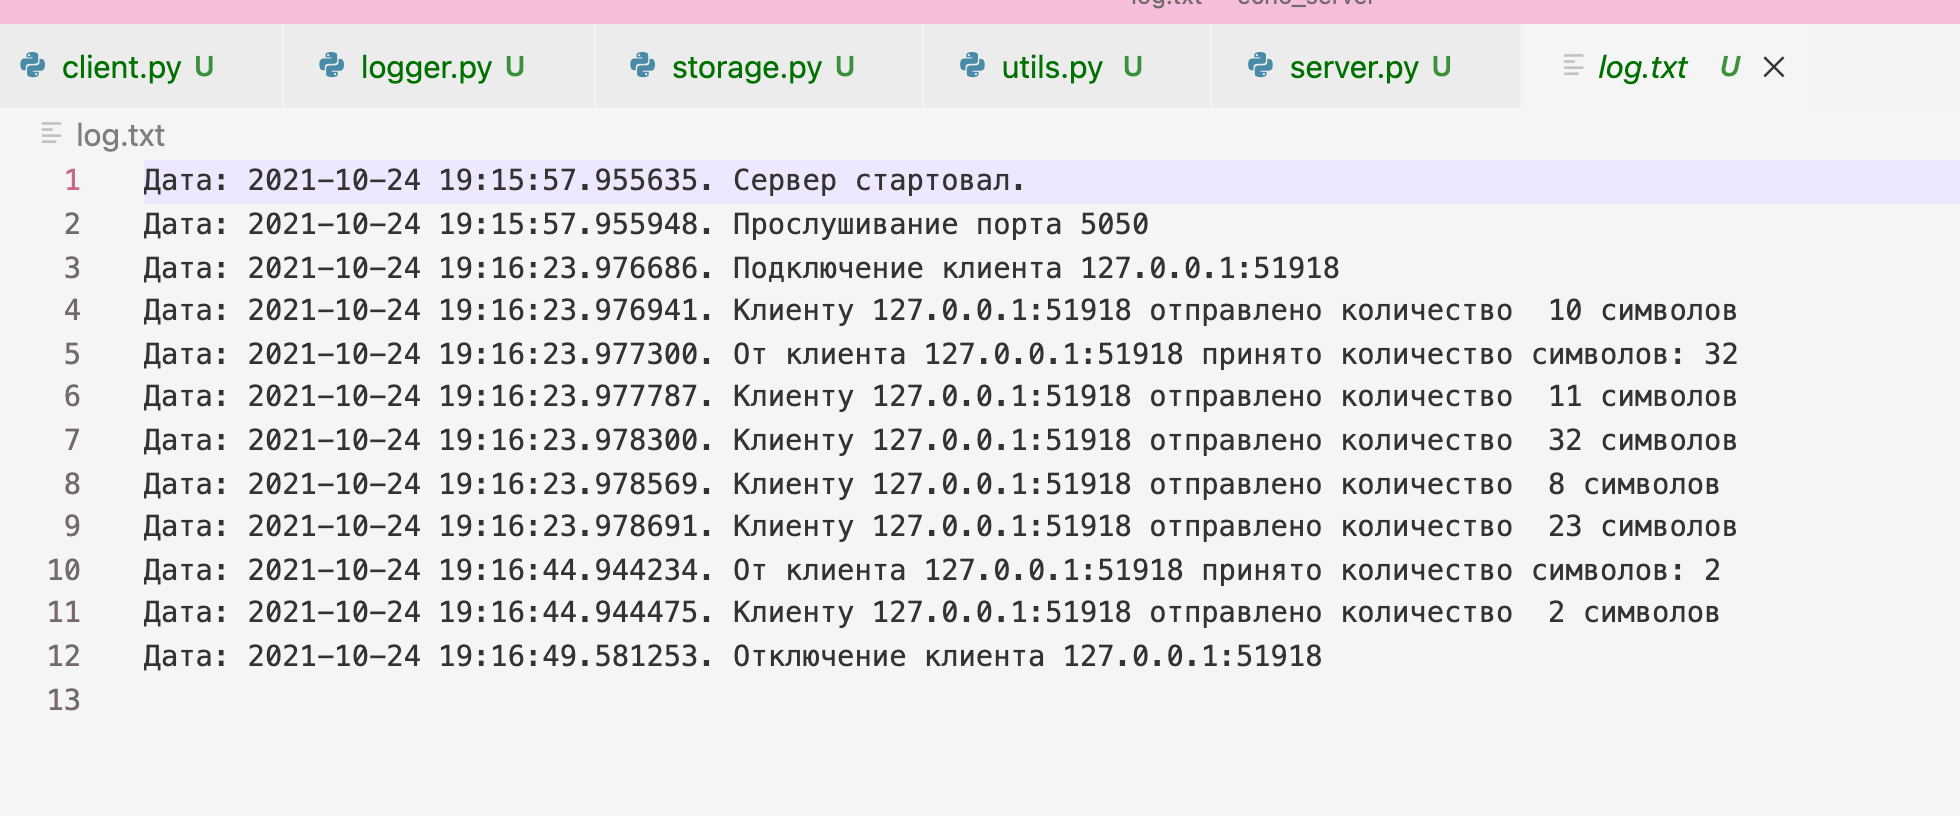 client.py U logger.py U storage.py U utils.py U server.py U log.txt U
log.txt
1 Дата: 2021-10-24 19:15:57.955635. Сервер стартовал.
2 Дата: 2021-10-24 19:15:57.955948. Прослушивание порта 5050
3 Дата: 2021-10-24 19:16:23.976686. Подключение клиента 127.0.0.1:51918
4 Дата: 2021-10-24 19:16:23.976941. Клиенту 127.0.0.1:51918 отправлено количество  10 символов
5 Дата: 2021-10-24 19:16:23.977300. От клиента 127.0.0.1:51918 принято количество символов: 32
6 Дата: 2021-10-24 19:16:23.977787. Клиенту 127.0.0.1:51918 отправлено количество  11 символов
7 Дата: 2021-10-24 19:16:23.978300. Клиенту 127.0.0.1:51918 отправлено количество  32 символов
8 Дата: 2021-10-24 19:16:23.978569. Клиенту 127.0.0.1:51918 отправлено количество  8 символов
9 Дата: 2021-10-24 19:16:23.978691. Клиенту 127.0.0.1:51918 отправлено количество  23 символов
10 Дата: 2021-10-24 19:16:44.944234. От клиента 127.0.0.1:51918 принято количество символов: 2
11 Дата: 2021-10-24 19:16:44.944475. Клиенту 127.0.0.1:51918 отправлено количество  2 символов
12 Дата: 2021-10-24 19:16:49.581253. Отключение клиента 127.0.0.1:51918
13